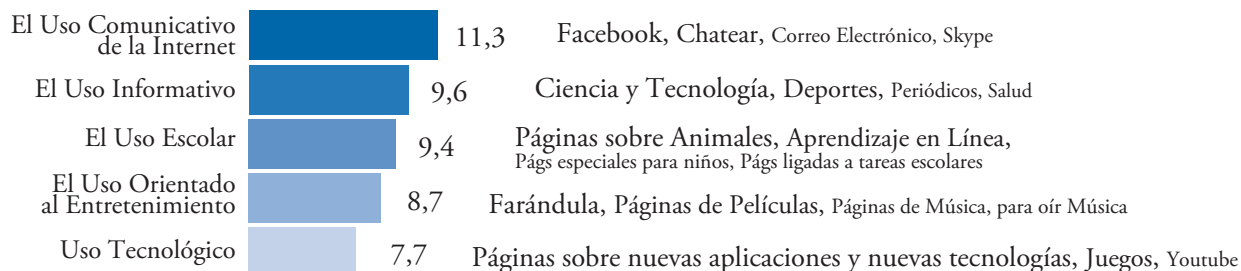 El Uso Comunicativo
de la Internet
11,3
Facebook, Chatear, Correo Electrónico, Skype
El Uso Informativo
9,6
Ciencia y Tecnología, Deportes, Periódicos, Salud
El Uso Escolar
9,4
Páginas sobre Animales, Aprendizaje en Línea,
Págs especiales para niños, Págs ligadas a tareas escolares
El Uso Orientado
al Entretenimiento
8,7
Farándula, Páginas de Películas, Páginas de Música, para oír Música
Uso Tecnológico
7,7
Páginas sobre nuevas aplicaciones y nuevas tecnologías, Juegos, Youtube